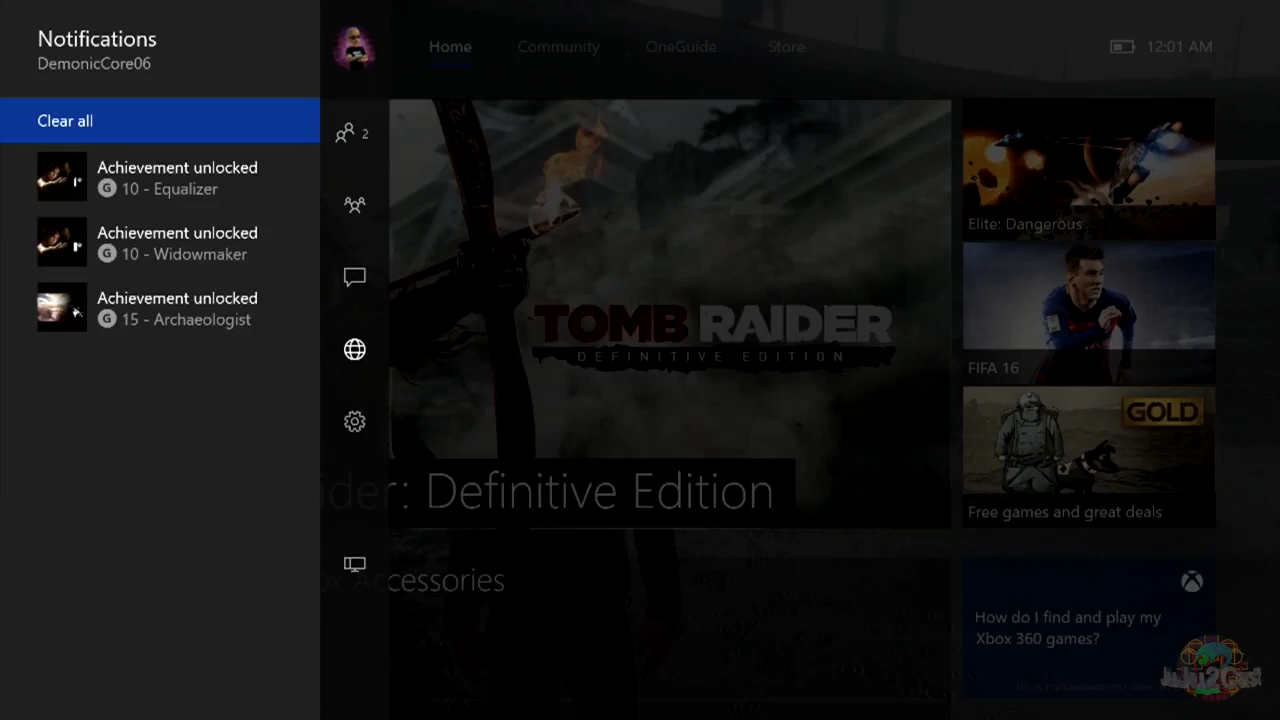 Notifications
DemonicCore06
Clear all
Achievement unlocked
G 10 - Equalizer
Achievement unlocked
G 10 - Widowmaker
Achievement unlocked
G 15 - Archaeologist
2
Home
Community
OneGuide
Store
12:01 AM
TOMB RAIDER
DEFINITIVE EDITION
ider: Definitive Edition
ox Accessories
Elite: Dangerous
FIFA 16
GOLD
Free games and great deals
How do I find and play my
Xbox 360 games?